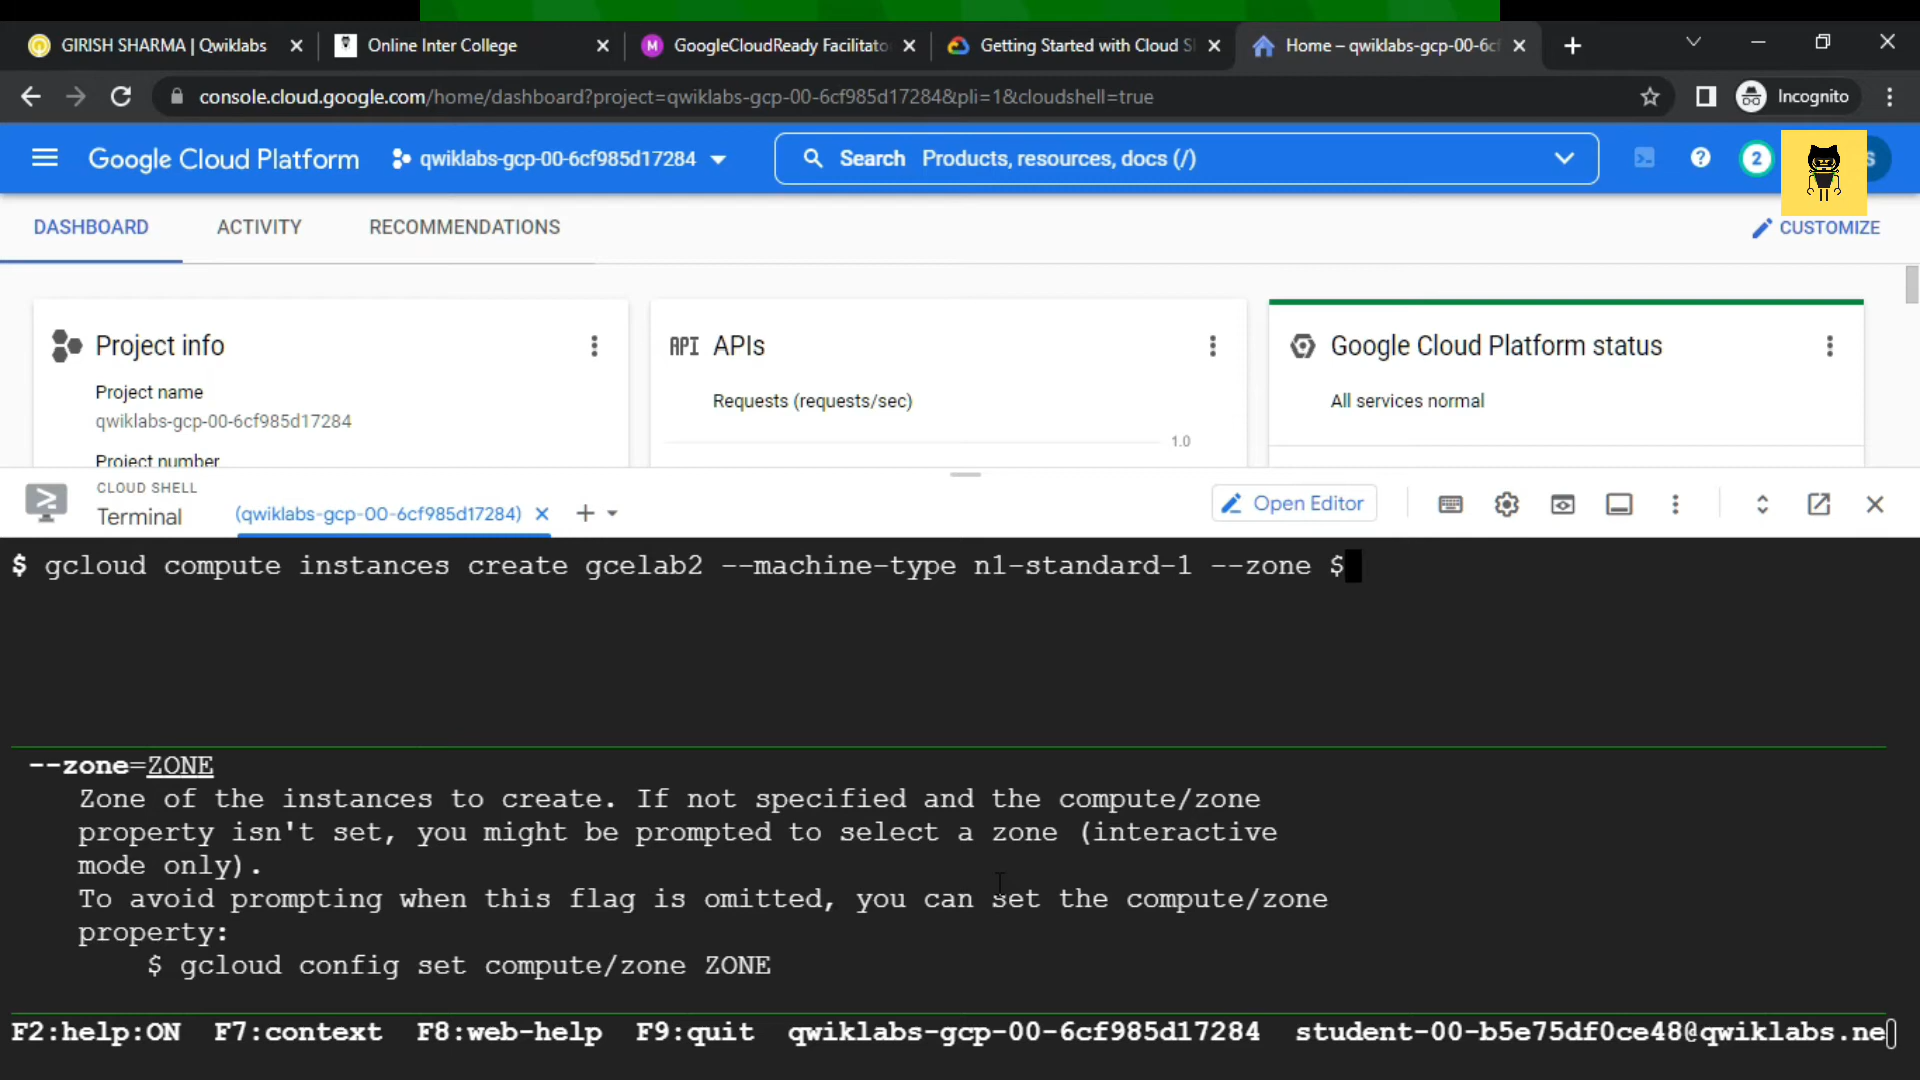 GIRISH SHARMA | Qwiklabs
Online Inter College
M GoogleCloudReady Facilitato
Getting Started with Cloud S
Home – qwiklabs-gcp-00-6cf
console.cloud.google.com/home/dashboard?project=qwiklabs-gcp-00-6cf985d17284&pli=1&cloudshell=true
Incognito
Google Cloud Platform
qwiklabs-gcp-00-6cf985d17284
Search Products, resources, docs (/)
2
S
DASHBOARD
ACTIVITY
RECOMMENDATIONS
CUSTOMIZE
Project info
Project name
qwiklabs-gcp-00-6cf985d17284
Project number
API APIs
Requests (requests/sec)
1.0
Google Cloud Platform status
All services normal
CLOUD SHELL
Terminal
(qwiklabs-gcp-00-6cf985d17284)
Open Editor
$ gcloud compute instances create gcelab2 --machine-type n1-standard-1 --zone $
--zone=ZONE
Zone of the instances to create. If not specified and the compute/zone
property isn't set, you might be prompted to select a zone (interactive
mode only).
To avoid prompting when this flag is omitted, you can set the compute/zone
property:
$ gcloud config set compute/zone ZONE
F2:help:ON F7:context F8:web-help F9:quit qwiklabs-gcp-00-6cf985d17284 student-00-b5e75df0ce48@qwiklabs.ne